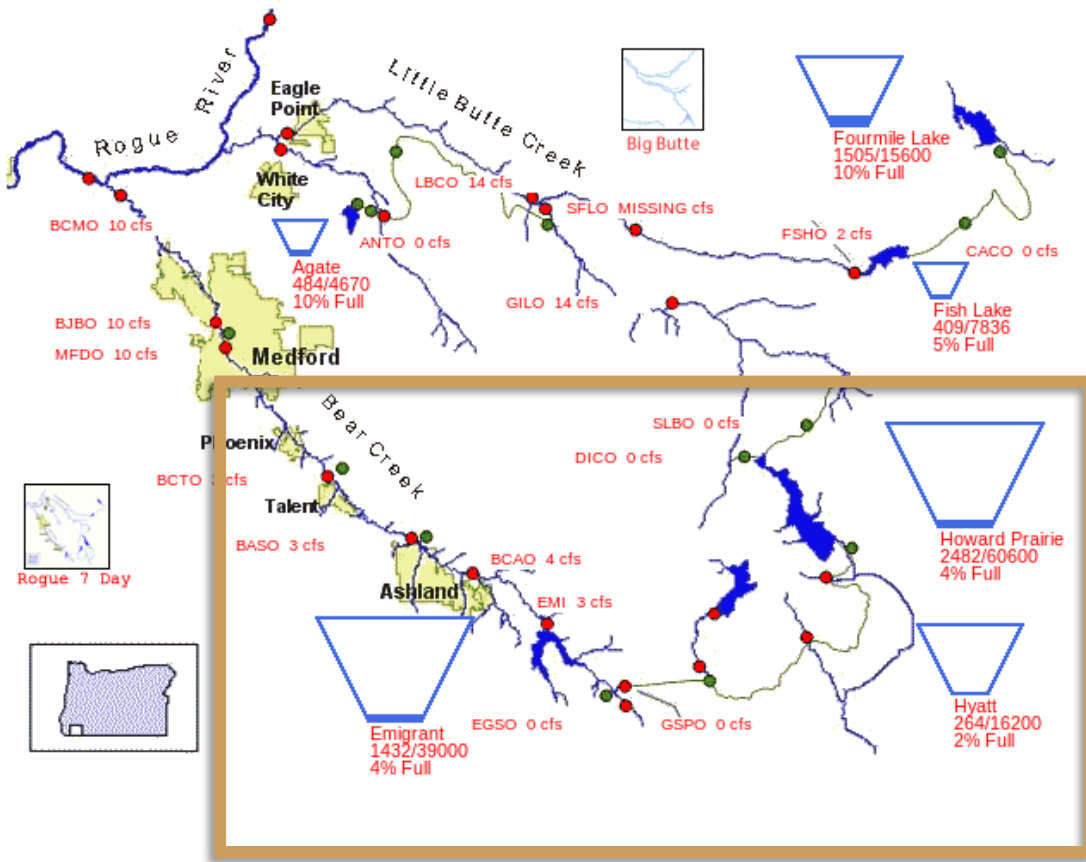 Rogue River
Eagle
Point
Little Butte Creek
Big Butte
Fourmile Lake
1505/15600
10% Full
White
City
LBCO 14 cfs
SFLO MISSING cfs
BCMO 10 cfs
ANTO 0 cfs
FSHO 2 cfs
CACO 0 cfs
Agate
484/4670
10% Full
GILO 14 cfs
Fish Lake
409/7836
5% Full
BJBO 10 cfs
MFDO 10 cfs
Medford
Bear Creek
SLBO 0 cfs
Phoenix
DICO 0 cfs
BCTO 3 cfs
Talent
Howard Prairie
2482/60600
4% Full
BASO 3 cfs
BCAO 4 cfs
Rogue 7 Day
Ashland
EMI 3 cfs
Hyatt
264/16200
2% Full
EGSO 0 cfs
GSPO 0 cfs
Emigrant
1432/39000
4% Full